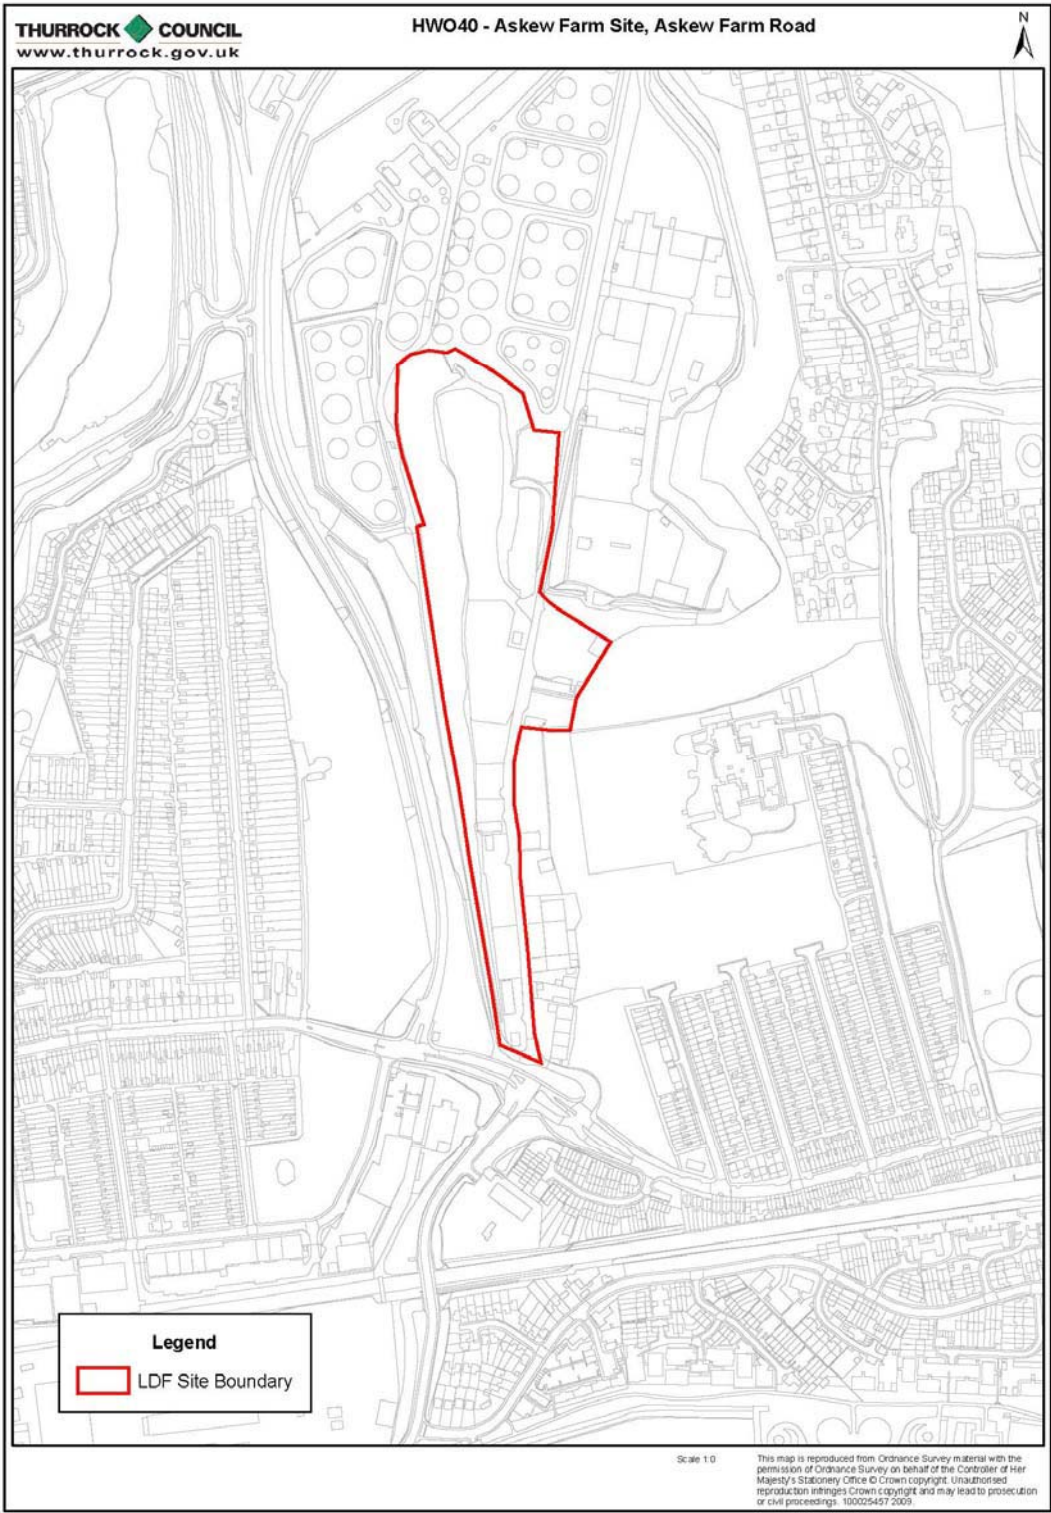 THURROCK COUNCIL
www.thurrock.gov.uk
HWO40 - Askew Farm Site, Askew Farm Road
N
Legend
LDF Site Boundary
Scale 1:0
This map is reproduced from Ordnance Survey material with the
permission of Ordnance Survey on behalf of the Controller of Her
Majesty's Stationery Office © Crown copyright. Unauthorised
reproduction infringes Crown copyright and may lead to prosecution
or civil proceedings. 100025457 2009.